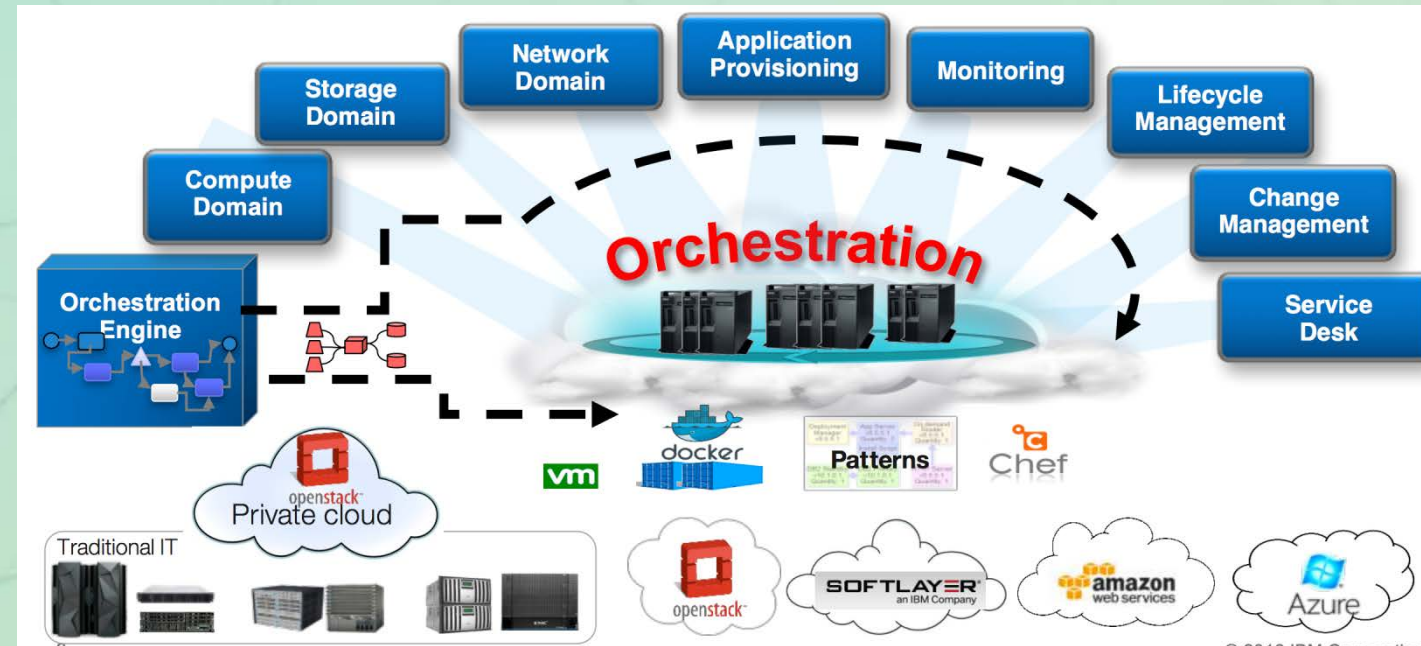 Application
Provisioning
Network
Domain
Monitoring
Storage
Domain
Lifecycle
Management
Compute
Domain
Change
Management
Orchestration
Orchestration
Engine
Service
Desk
docker
vm
Patterns
Chef
openstack
Private cloud
Traditional IT
openstack
SOFTLAYER
an IBM Company
amazon
web services
Azure